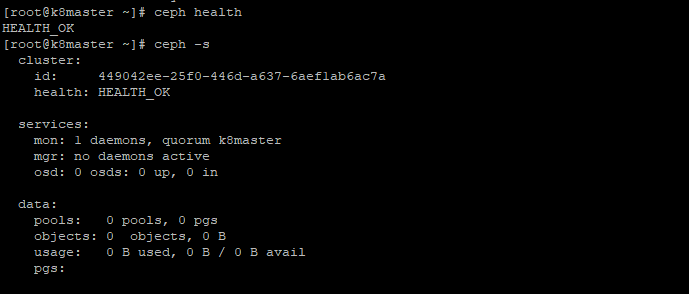 [root@k8master ~]# ceph health
HEALTH_OK
[root@k8master ~]# ceph -s
  cluster:
    id:     449042ee-25f0-446d-a637-6aef1ab6ac7a
    health: HEALTH_OK

  services:
    mon: 1 daemons, quorum k8master
    mgr: no daemons active
    osd: 0 osds: 0 up, 0 in

  data:
    pools:   0 pools, 0 pgs
    objects: 0  objects, 0 B
    usage:   0 B used, 0 B / 0 B avail
    pgs: